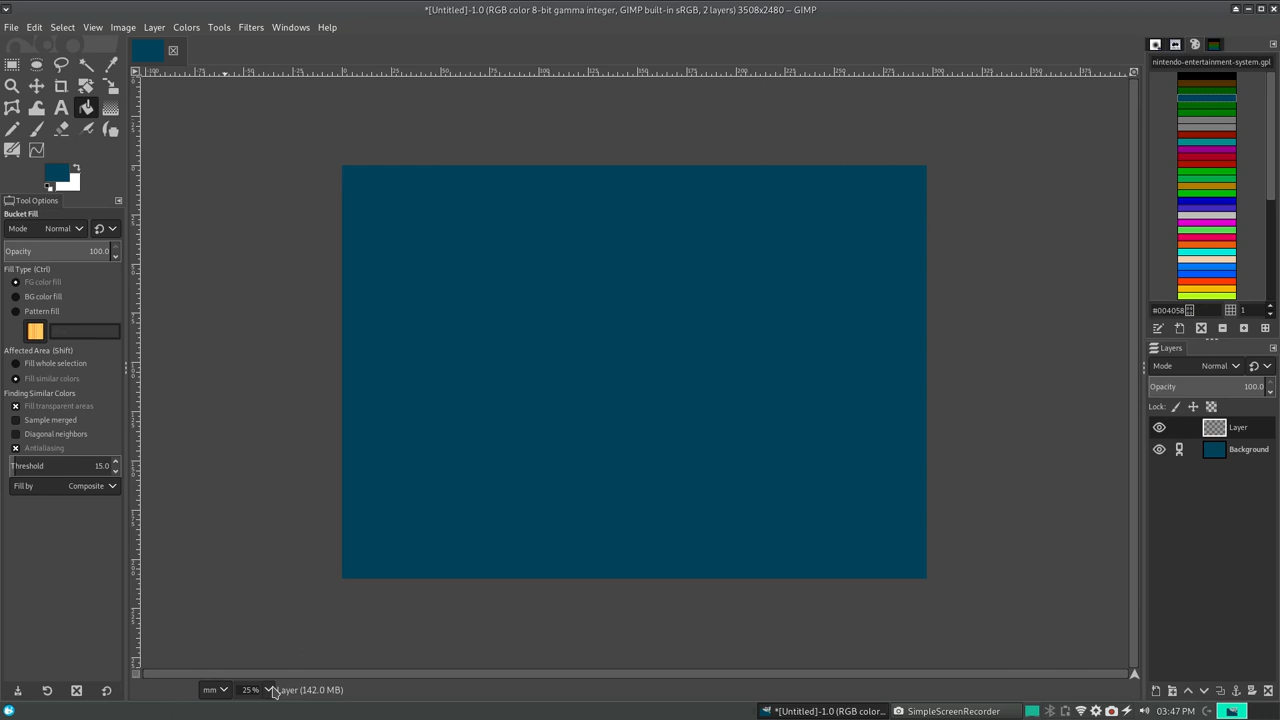 *[Untitled]-1.0 (RGB color 8-bit gamma integer, GIMP built-in sRGB, 2 layers) 3508x2480 – GIMP
File Edit Select View Image Layer Colors Tools Filters Windows Help
nintendo-entertainment-system.gpl
Tool Options
Bucket Fill
Mode Normal
Opacity 100.0
Fill Type (Ctrl)
FG color fill
BG color fill
Pattern fill
Affected Area (Shift)
Fill whole selection
Fill similar colors
Finding Similar Colors
Fill transparent areas
Sample merged
Diagonal neighbors
Antialiasing
Threshold 15.0
Fill by Composite
#004058 1
Layers
Mode Normal
Opacity 100.0
Lock:
Layer
Background
mm 25 % Layer (142.0 MB)
*[Untitled]-1.0 (RGB color... SimpleScreenRecorder 03:47 PM